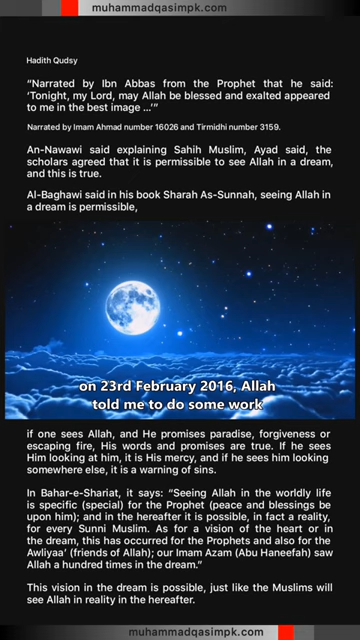 muhammadqasimpk.com
Hadith Qudsy
“Narrated by Ibn Abbas from the Prophet that he said:
‘Tonight, my Lord, may Allah be blessed and exalted appeared
to me in the best image ...’”
Narrated by Imam Ahmad number 16026 and Tirmidhi number 3159.
An-Nawawi said explaining Sahih Muslim, Ayad said, the
scholars agreed that it is permissible to see Allah in a dream,
and this is true.
Al-Baghawi said in his book Sharah As-Sunnah, seeing Allah in
a dream is permissible,
on 23rd February 2016, Allah
told me to do some work
if one sees Allah, and He promises paradise, forgiveness or
escaping fire, His words and promises are true. If he sees
Him looking at him, it is His mercy, and if he sees him looking
somewhere else, it is a warning of sins.
In Bahar-e-Shariat, it says: “Seeing Allah in the worldly life
is specific (special) for the Prophet (peace and blessings be
upon him); and in the hereafter it is possible, in fact a reality,
for every Sunni Muslim. As for a vision of the heart or in
the dream, this has occurred for the Prophets and also for the
Awliyaa’ (friends of Allah); our Imam Azam (Abu Haneefah) saw
Allah a hundred times in the dream.”
This vision in the dream is possible, just like the Muslims will
see Allah in reality in the hereafter.
muhammadqasimpk.com